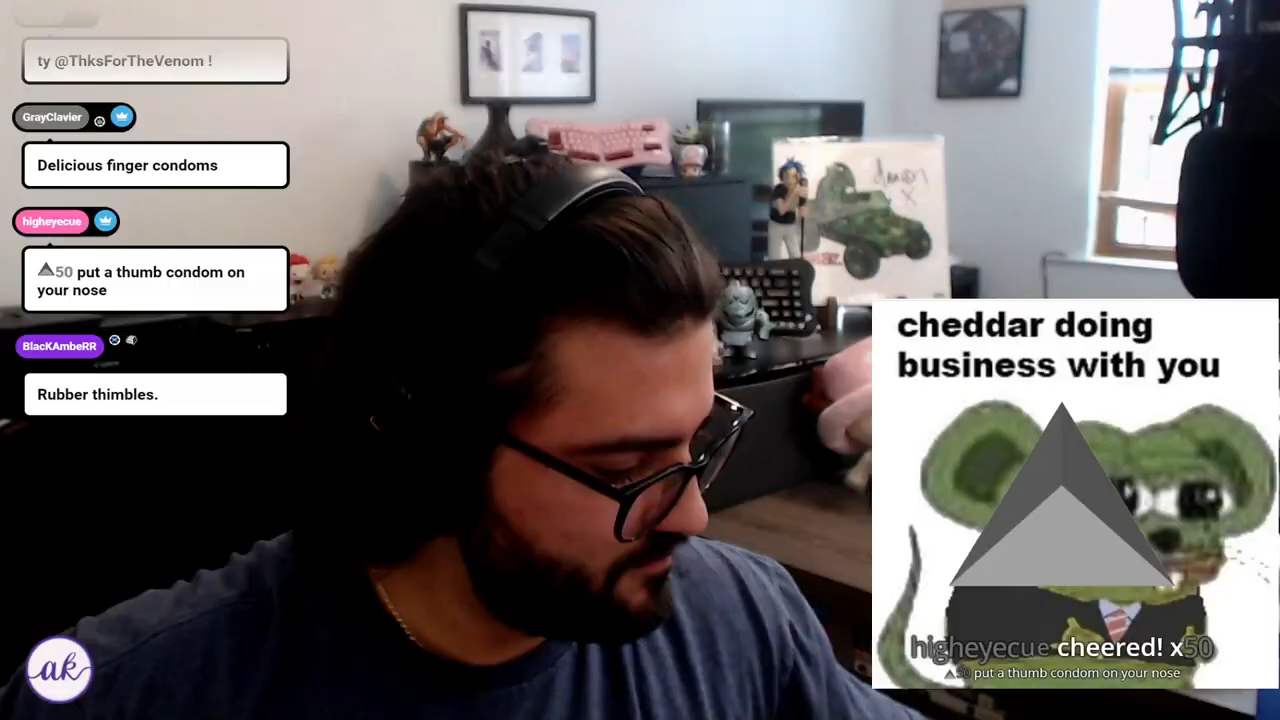 ty @ThksForTheVenom !
GrayClavier
Delicious finger condoms
higheyecue
50 put a thumb condom on
your nose
BlacKAmbeRR
Rubber thimbles.
ak
cheddar doing
business with you
higheyecue cheered! x50
50 put a thumb condom on your nose